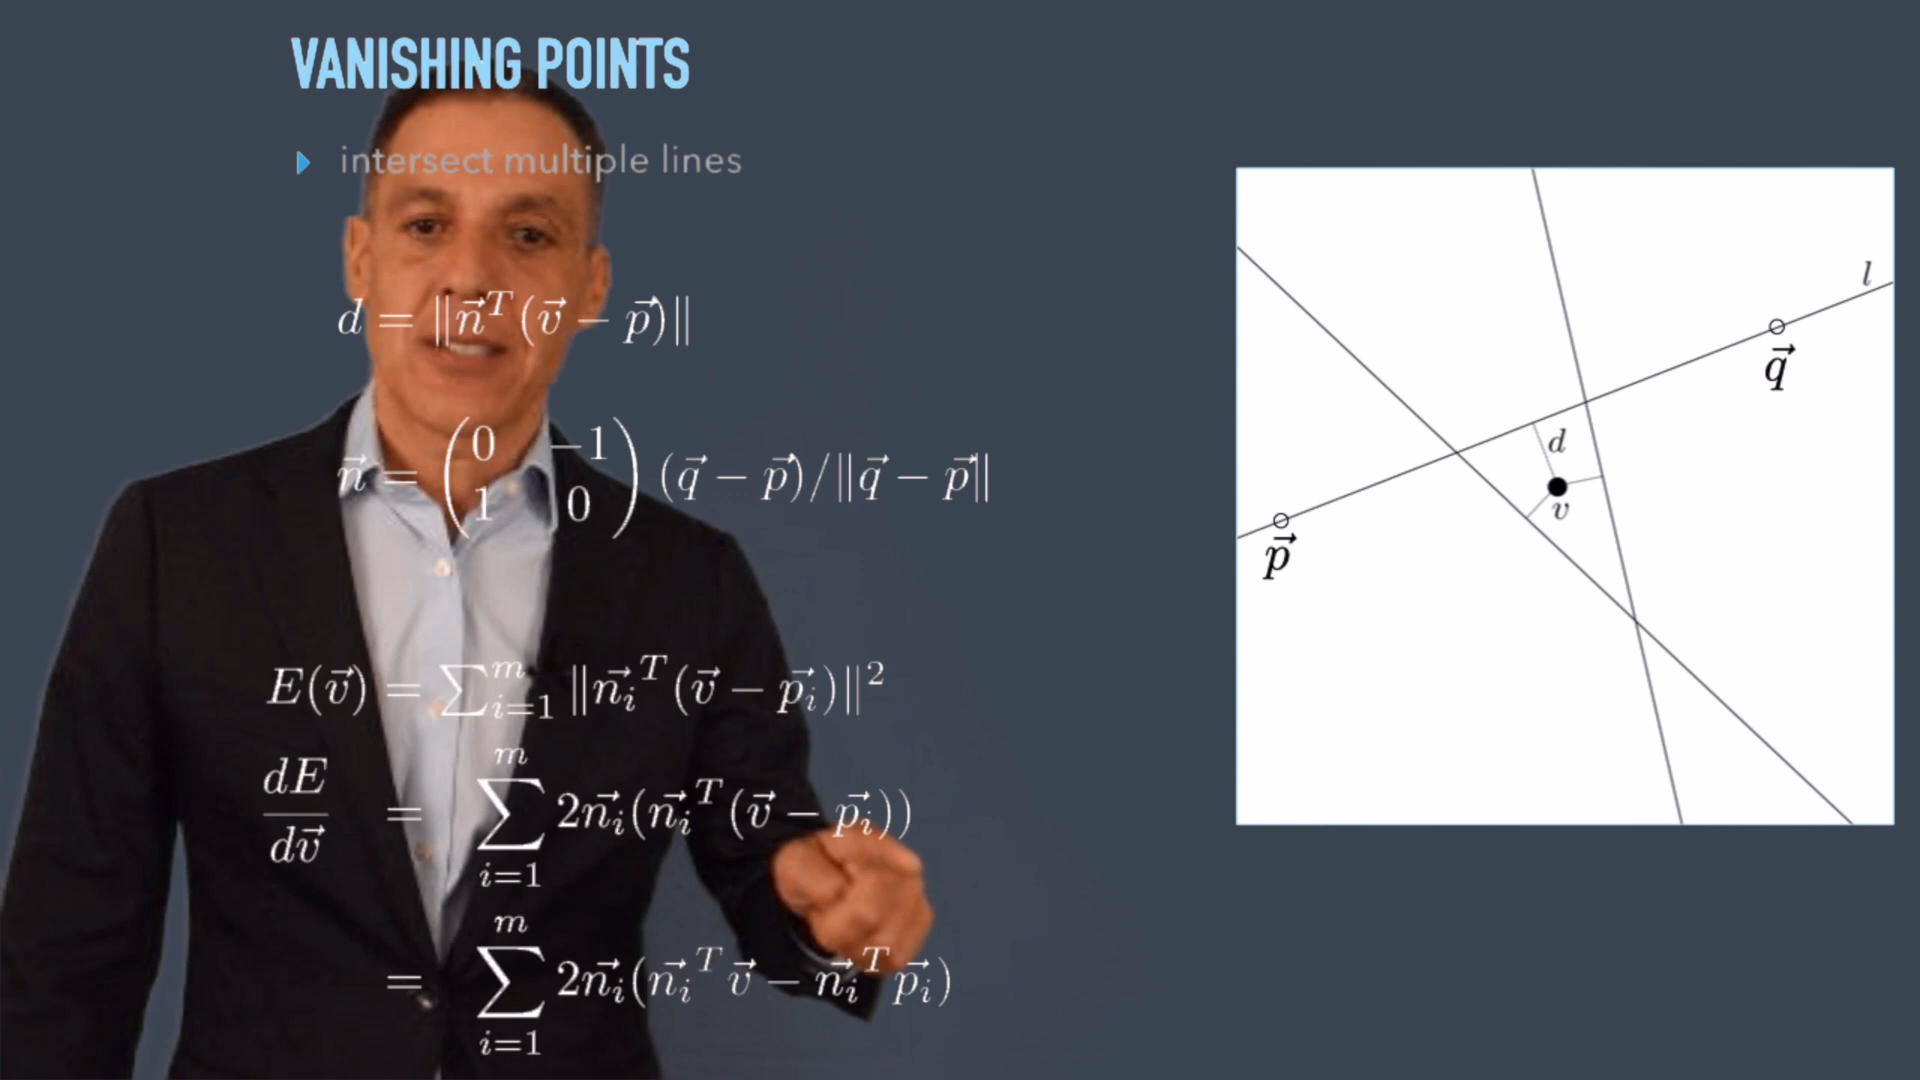 VANISHING POINTS
intersect multiple lines
d = ‖n⃗^T(v⃗ − p⃗)‖
n⃗ = (0 −1
1 0) (q⃗ − p⃗)/‖q⃗ − p⃗‖
E(v⃗) = ∑_{i=1}^{m} ‖n⃗_i^T(v⃗ − p⃗_i)‖²
dE/dv⃗ = ∑_{i=1}^{m} 2n⃗_i(n⃗_i^T(v⃗ − p⃗_i))
= ∑_{i=1}^{m} 2n⃗_i(n⃗_i^T v⃗ − n⃗_i^T p⃗_i)
l
q⃗
d
v
p⃗